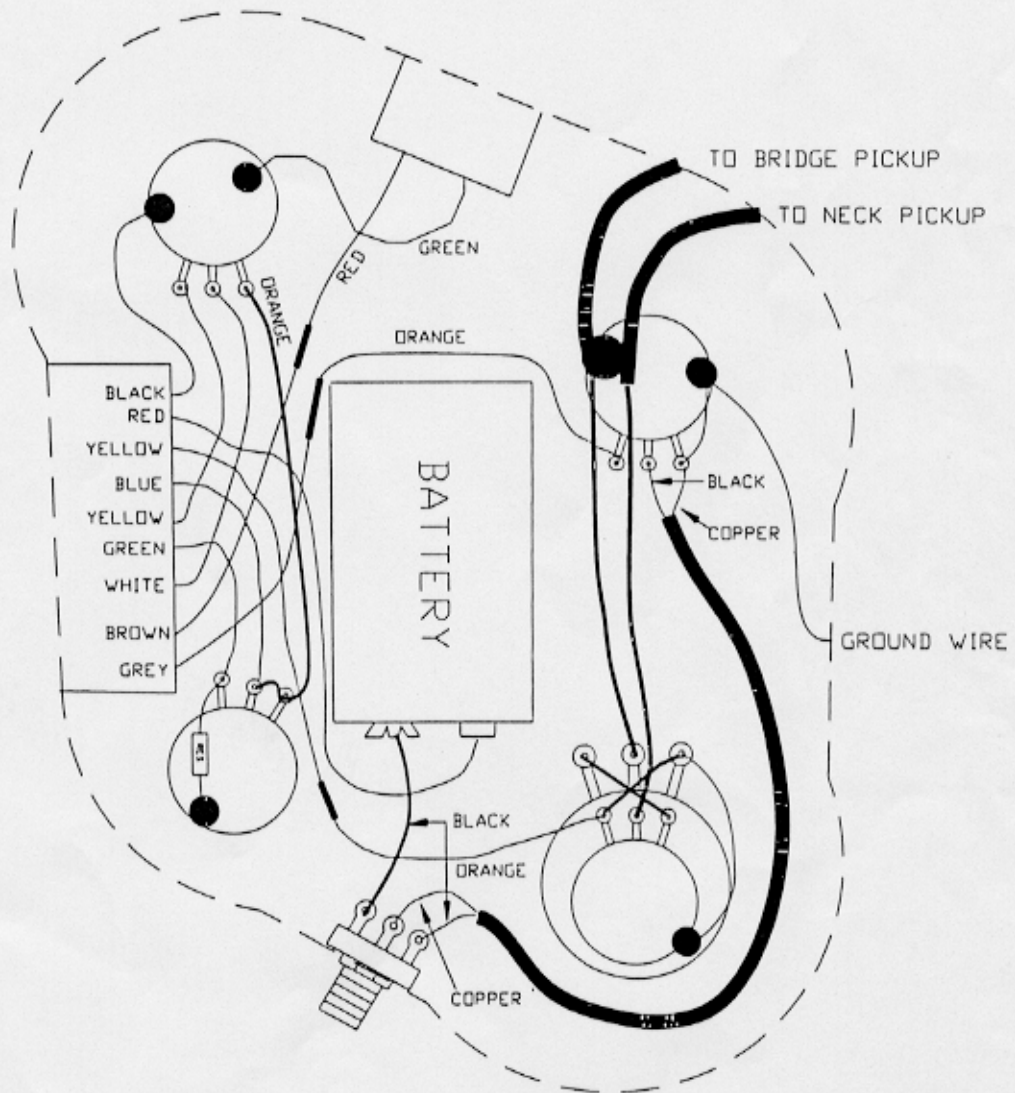 TO BRIDGE PICKUP
TO NECK PICKUP
GREEN
RED
ORANGE
ORANGE
BLACK
RED
YELLOW
BLUE
YELLOW
GREEN
WHITE
BROWN
GREY
BATTERY
BLACK
COPPER
GROUND WIRE
RES
BLACK
ORANGE
COPPER